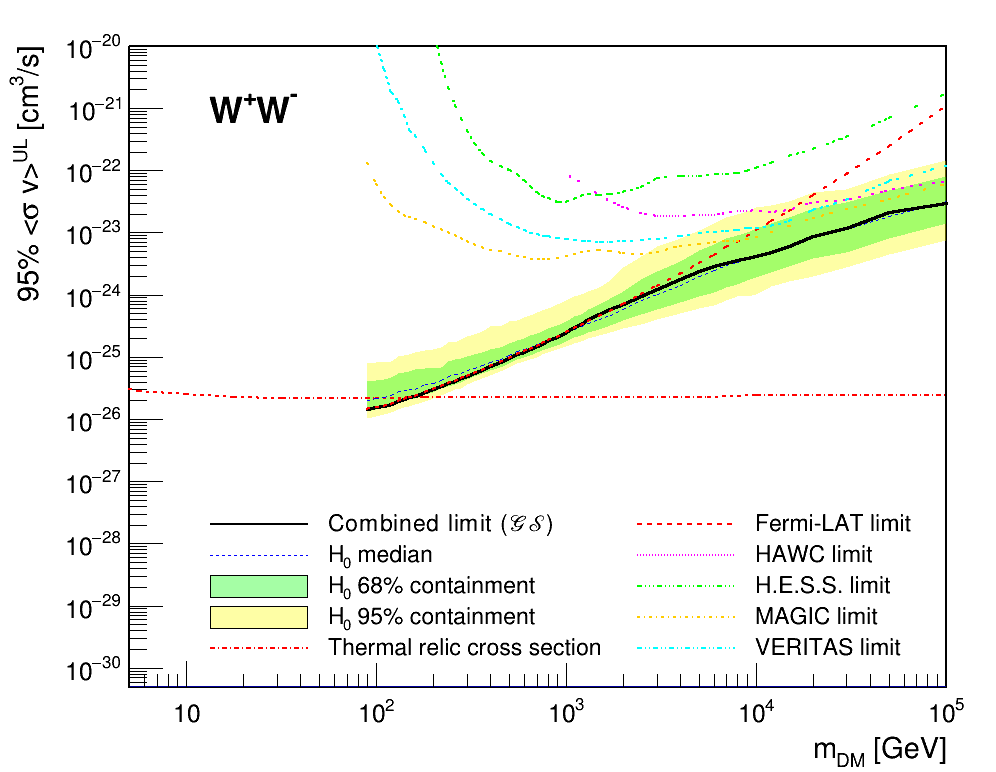 95% <σ v>^UL [cm³/s]
10⁻²⁰
10⁻²¹
10⁻²²
10⁻²³
10⁻²⁴
10⁻²⁵
10⁻²⁶
10⁻²⁷
10⁻²⁸
10⁻²⁹
10⁻³⁰
W⁺W⁻
Combined limit (𝒢𝒮)
H₀ median
H₀ 68% containment
H₀ 95% containment
Thermal relic cross section
Fermi-LAT limit
HAWC limit
H.E.S.S. limit
MAGIC limit
VERITAS limit
10 10² 10³ 10⁴ 10⁵
m_DM [GeV]